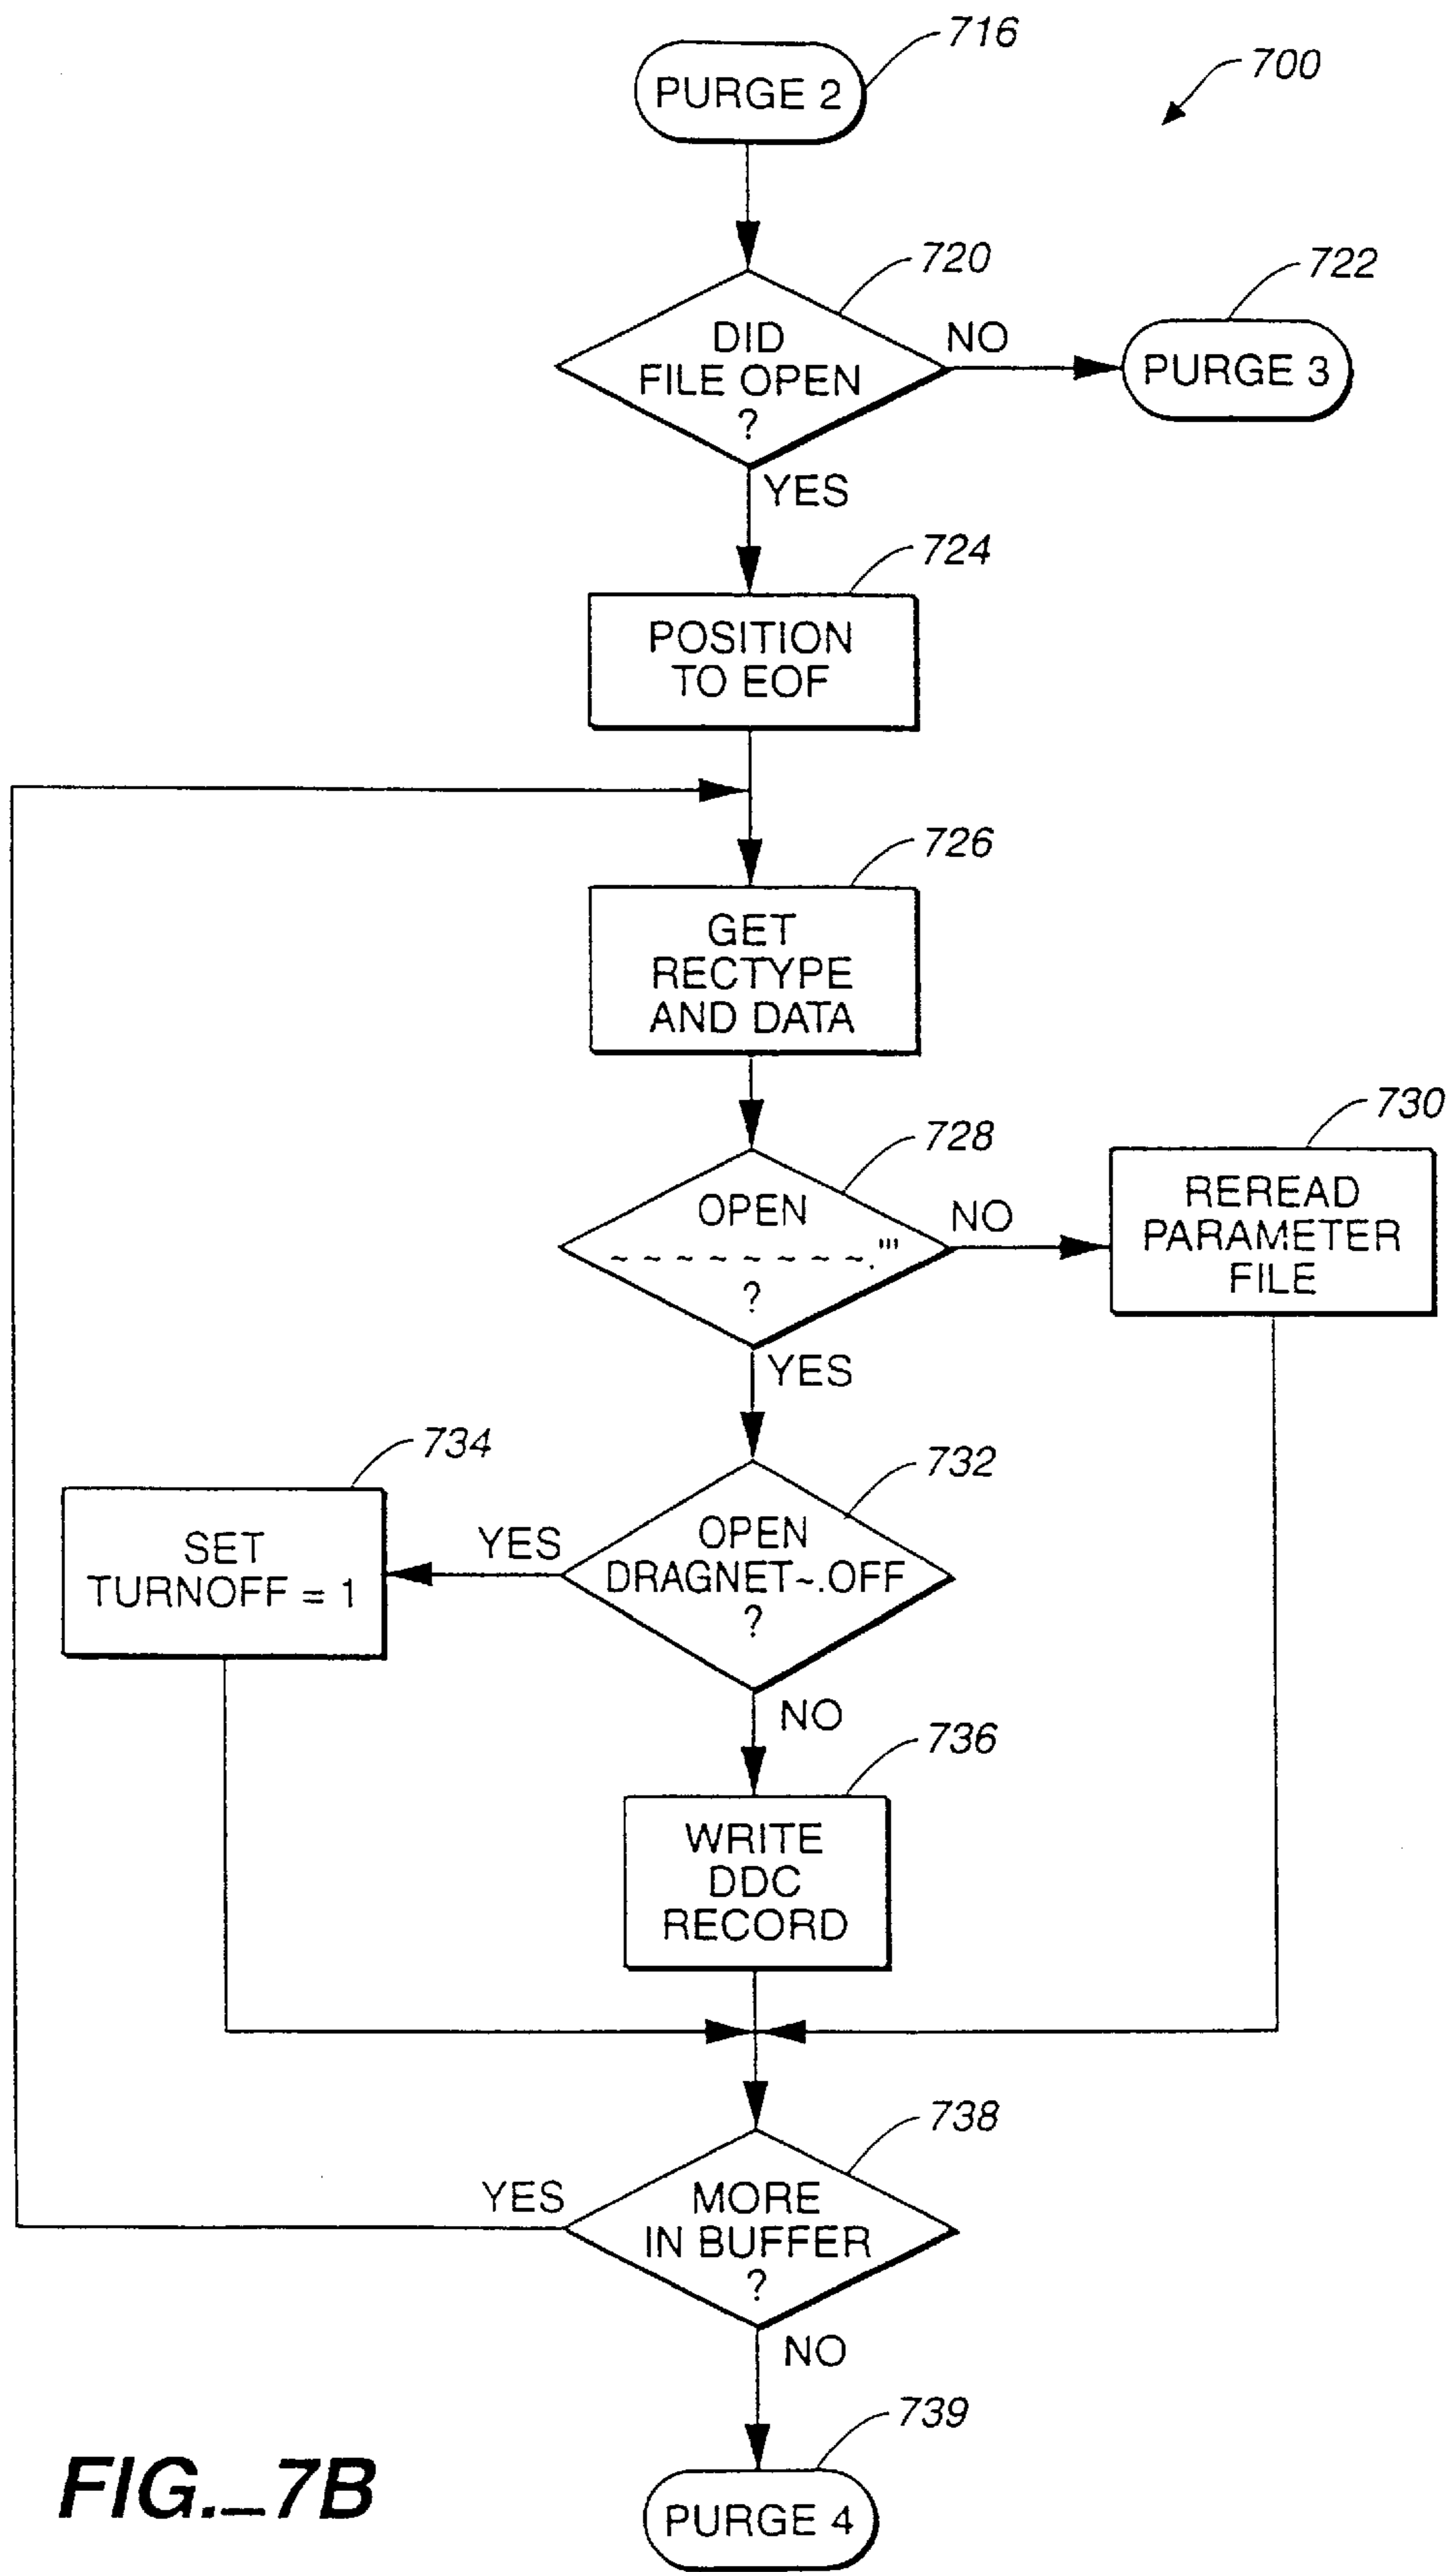 716
700
PURGE 2
720
722
DID
FILE OPEN
?
NO
PURGE 3
YES
724
POSITION
TO EOF
726
GET
RECTYPE
AND DATA
728
730
OPEN
~ ~ ~ ~ ~ ~ ~ ~."'
?
NO
REREAD
PARAMETER
FILE
YES
732
734
OPEN
DRAGNET~.OFF
?
YES
SET
TURNOFF = 1
NO
736
WRITE
DDC
RECORD
738
MORE
IN BUFFER
?
YES
NO
739
PURGE 4
FIG._7B